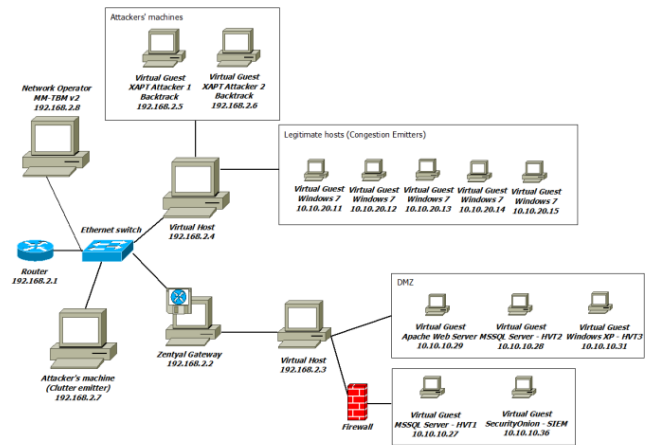 Attackers' machines
Virtual Guest
XAPT Attacker 1
Backtrack
192.168.2.5
Virtual Guest
XAPT Attacker 2
Backtrack
192.168.2.6
Network Operator
MM-TBM v2
192.168.2.8
Legitimate hosts (Congestion Emitters)
Virtual Guest
Windows 7
10.10.20.11
Virtual Guest
Windows 7
10.10.20.12
Virtual Guest
Windows 7
10.10.20.13
Virtual Guest
Windows 7
10.10.20.14
Virtual Guest
Windows 7
10.10.20.15
Virtual Host
192.168.2.4
Ethernet switch
Router
192.168.2.1
Attacker's machine
(Clutter emitter)
192.168.2.7
Zentyal Gateway
192.168.2.2
Virtual Host
192.168.2.3
DMZ
Virtual Guest
Apache Web Server
10.10.10.29
Virtual Guest
MSSQL Server - HVT2
10.10.10.28
Virtual Guest
Windows XP - HVT3
10.10.10.31
Firewall
Virtual Guest
MSSQL Server - HVT1
10.10.10.27
Virtual Guest
SecurityOnion - SIEM
10.10.10.36